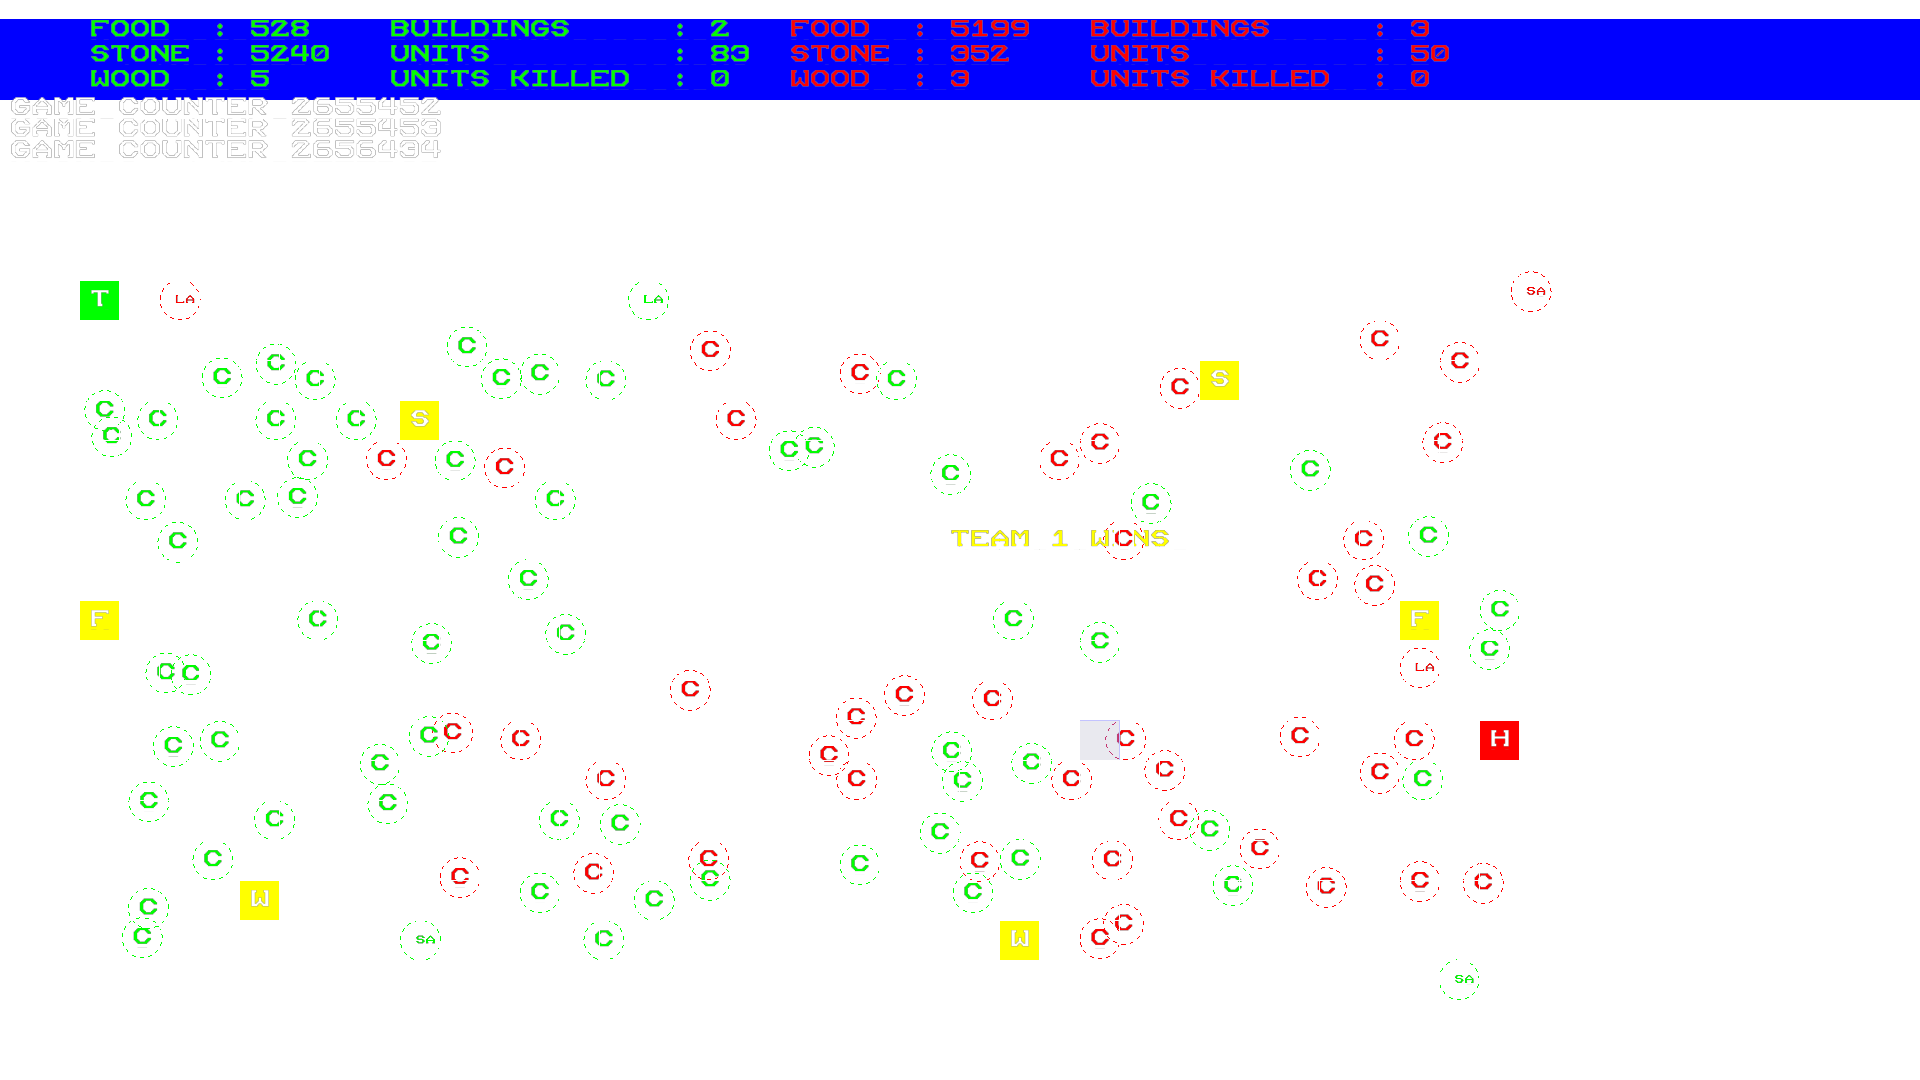 FOOD : 528 BUILDINGS : 2 FOOD : 5199 BUILDINGS : 3
STONE : 5240 UNITS : 83 STONE : 352 UNITS : 50
WOOD : 5 UNITS KILLED : 0 WOOD : 3 UNITS KILLED : 0
GAME COUNTER 2655452
GAME COUNTER 2655453
GAME COUNTER 2656434
SA
T LA LA
C
C C
C C
C C C C
C C C C
S C
C
C C C C
S C
C C C C
C C C C C
C C
C C C C
C
C C
TEAM 1 W NS
C C
C
C C C
C
F C C F
C C C
C
C C LA
C
C C C
C
C C C C C H
C C C C
C C
C C C C
C C C C
C C
C C C C
C
C C C C C
C C
C C C C C C
C C
W C C
C C
W
C SA C C
SA